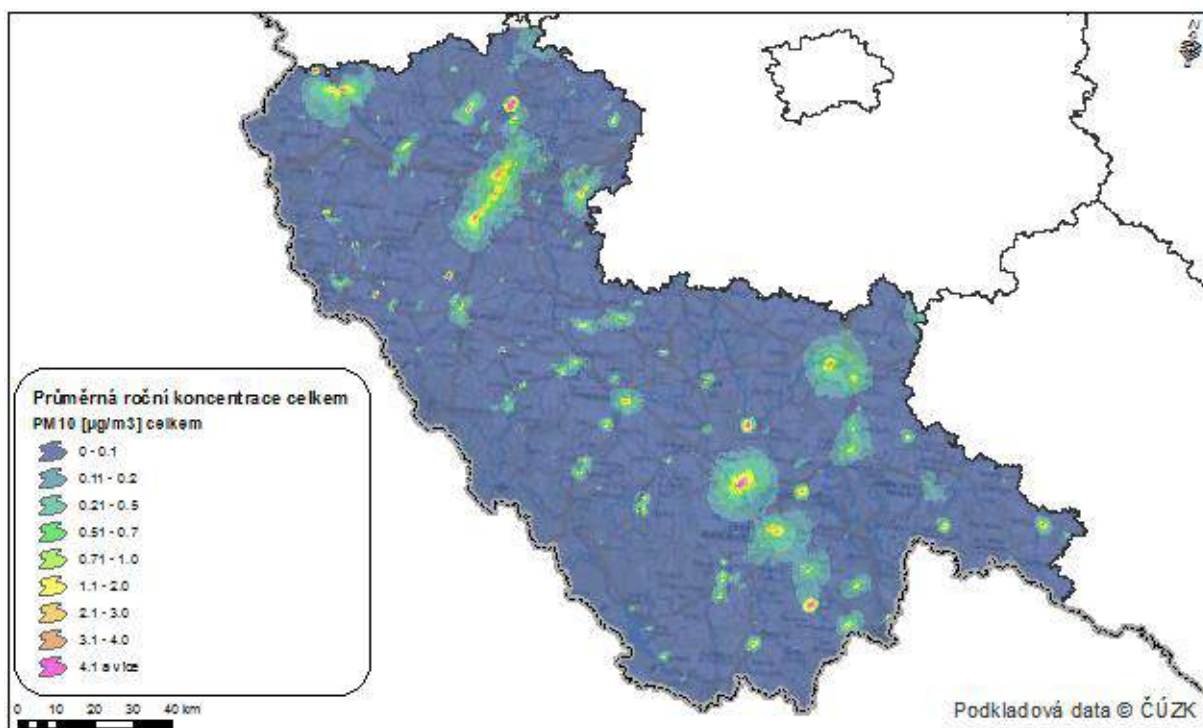 Průměrná roční koncentrace celkem
PM10 [µg/m3] celkem
0 - 0.1
0.11 - 0.2
0.21 - 0.5
0.51 - 0.7
0.71 - 1.0
1.1 - 2.0
2.1 - 3.0
3.1 - 4.0
4.1 a více
0 10 20 30 40 km
Podkladová data © ČÚZK